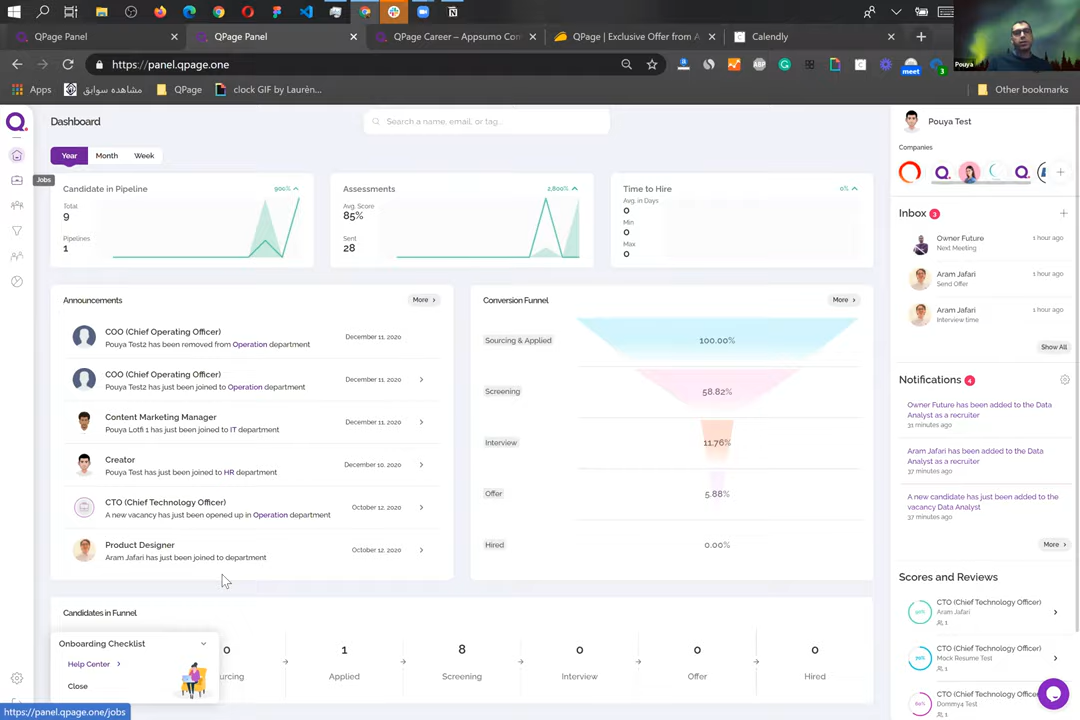 QPage Panel
QPage Panel
QPage Career – Appsumo Con
QPage | Exclusive Offer from A
Calendly
https://panel.qpage.one
ABP
meet
3
Pouya
Apps
مشاهده سوابق
QPage
clock GIF by Laurén...
Other bookmarks
Q.
Dashboard
Search a name, email, or tag...
Pouya Test
Companies
Year
Month
Week
Jobs
Candidate in Pipeline
906%
Total
9
Pipelines
1
Assessments
2,800%
Avg. Score
85%
Sent
28
Time to Hire
0%
Avg. in Days
0
Min
0
Max
0
Inbox 3
Owner Future
1 hour ago
Next Meeting
Aram Jafari
1 hour ago
Send Offer
Aram Jafari
1 hour ago
Interview time
Show All
Announcements
More
COO (Chief Operating Officer)
Pouya Test2 has been removed from Operation department
December 11, 2020
COO (Chief Operating Officer)
Pouya Test2 has just been joined to Operation department
December 11, 2020
Content Marketing Manager
Pouya Lotfi 1 has just been joined to IT department
December 11, 2020
Creator
Pouya Test has just been joined to HR department
December 10, 2020
CTO (Chief Technology Officer)
A new vacancy has just been opened up in Operation department
October 12, 2020
Product Designer
Aram Jafari has just been joined to department
October 12, 2020
Conversion Funnel
More
Sourcing & Applied
100.00%
Screening
58.82%
Interview
11.76%
Offer
5.88%
Hired
0.00%
Notifications 4
Owner Future has been added to the Data
Analyst as a recruiter
31 minutes ago
Aram Jafari has been added to the Data
Analyst as a recruiter
37 minutes ago
A new candidate has just been added to the
vacancy Data Analyst
37 minutes ago
More
Scores and Reviews
CTO (Chief Technology Officer)
Aram Jafari
1
CTO (Chief Technology Officer)
Mock Resume Test
1
CTO (Chief Technology Office
Dommya Test
1
Candidates in Funnel
0
urcing
1
Applied
8
Screening
0
Interview
0
Offer
0
Hired
Onboarding Checklist
Help Center
Close
https://panel.qpage.one/jobs